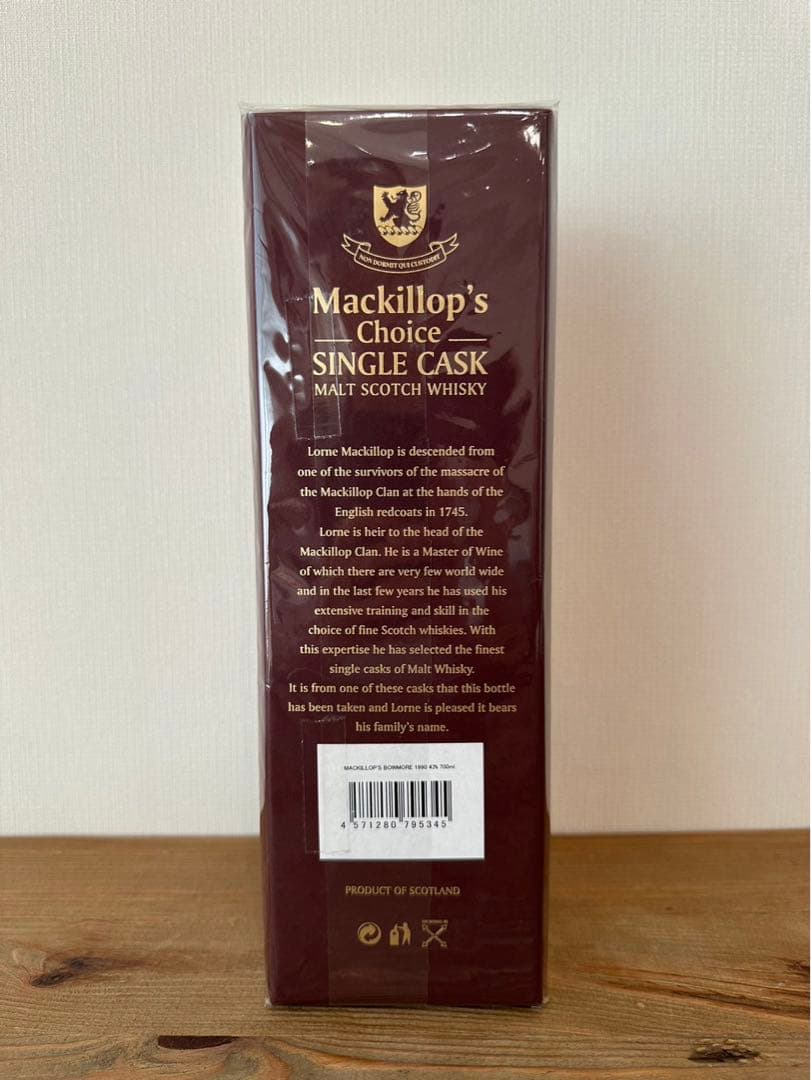 NON DORMIT QUI CUSTODIT
Mackillop's
Choice
SINGLE CASK
MALT SCOTCH WHISKY
Lorne Mackillop is descended from
one of the survivors of the massacre of
the Mackillop Clan at the hands of the
English redcoats in 1745.
Lorne is heir to the head of the
Mackillop Clan. He is a Master of Wine
of which there are very few world wide
and in the last few years he has used his
extensive training and skill in the
choice of fine Scotch whiskies. With
this expertise he has selected the finest
single casks of Malt Whisky.
It is from one of these casks that this bottle
has been taken and Lorne is pleased it bears
his family's name.
MACKILLOP'S BOWMORE 1990 43% 700ml
4 571280 795345
PRODUCT OF SCOTLAND